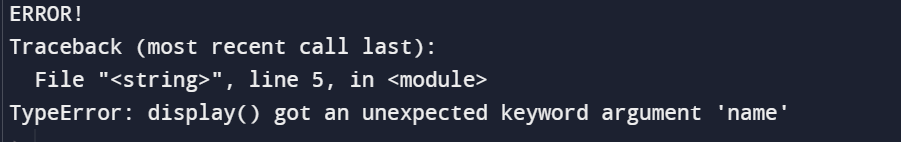 ERROR!
Traceback (most recent call last):
  File "<string>", line 5, in <module>
TypeError: display() got an unexpected keyword argument 'name'